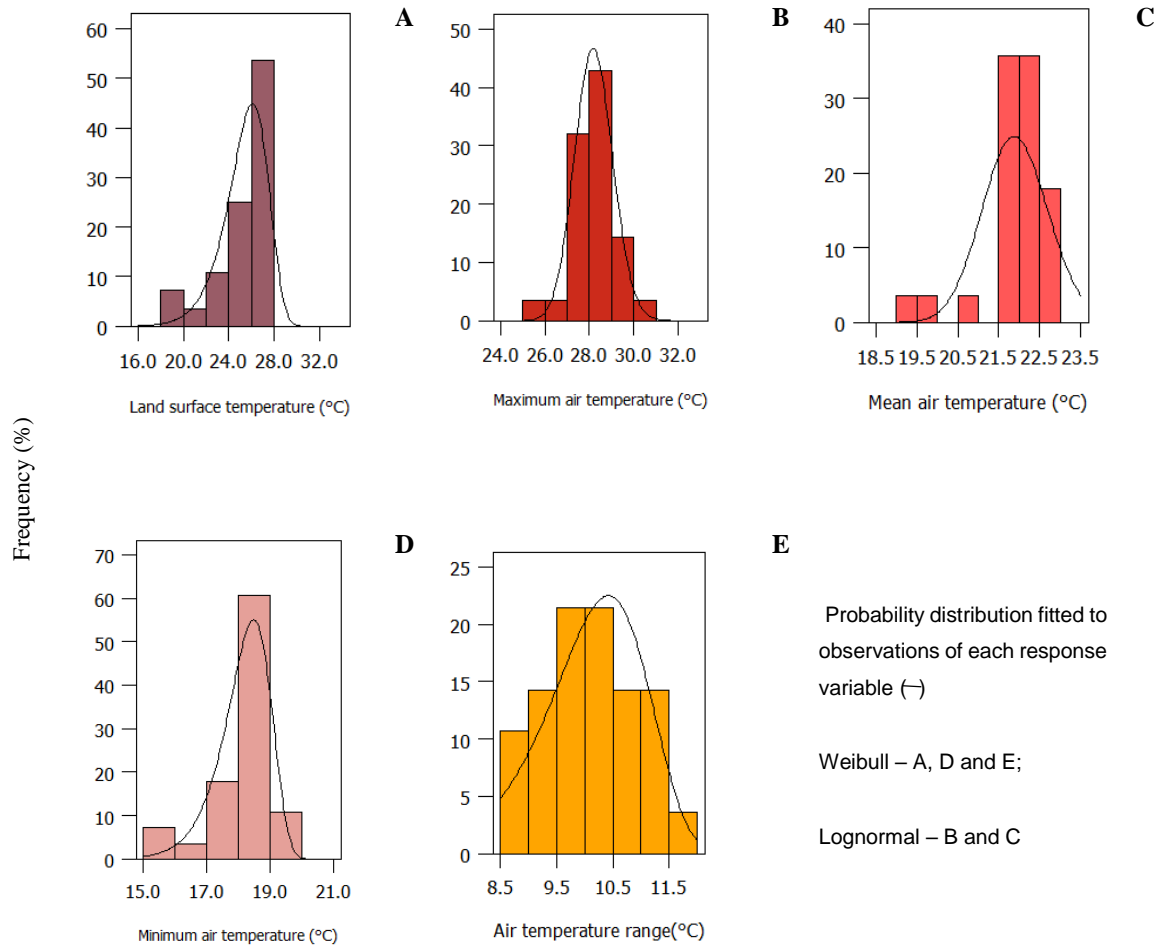 A
60
50
40
30
20
10
0
16.0 20.0 24.0 28.0 32.0
Land surface temperature (°C)
B
50
40
30
20
10
0
24.0 26.0 28.0 30.0 32.0
Maximum air temperature (°C)
C
40
30
20
10
0
18.5 19.5 20.5 21.5 22.5 23.5
Mean air temperature (°C)
Frequency (%)
D
70
60
50
40
30
20
10
0
15.0 17.0 19.0 21.0
Minimum air temperature (°C)
E
25
20
15
10
5
0
8.5 9.5 10.5 11.5
Air temperature range(°C)
Probability distribution fitted to
observations of each response
variable (—)
Weibull – A, D and E;
Lognormal – B and C